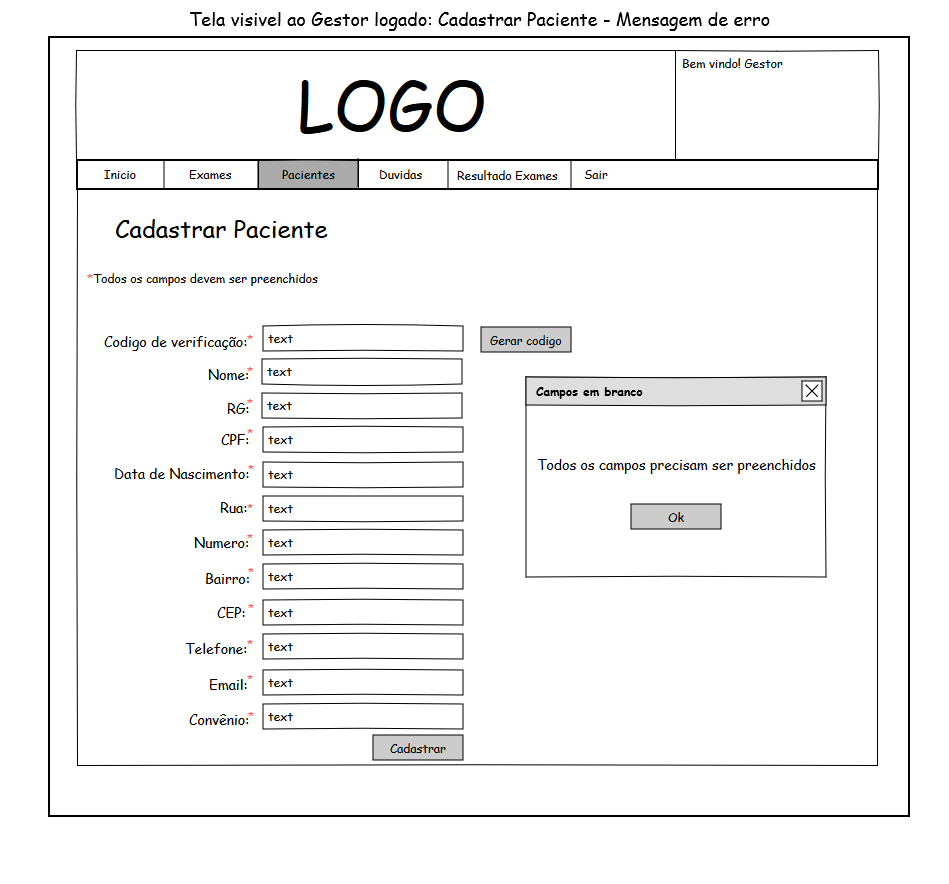 Tela visivel ao Gestor logado: Cadastrar Paciente - Mensagem de erro
LOGO
Bem vindo! Gestor
Inicio Exames Pacientes Duvidas Resultado Exames Sair
Cadastrar Paciente
*Todos os campos devem ser preenchidos
Codigo de verificação:* text Gerar codigo
Nome:* text
RG:* text
CPF:* text
Data de Nascimento:* text
Rua:* text
Numero:* text
Bairro:* text
CEP: * text
Telefone:* text
Email:* text
Convênio:* text
Cadastrar
Campos em branco
Todos os campos precisam ser preenchidos
Ok